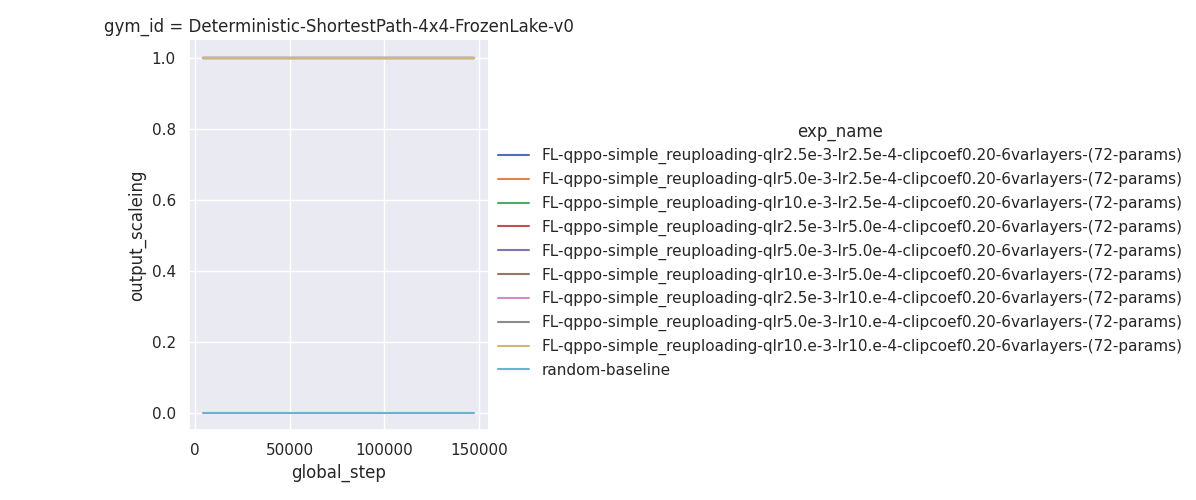 gym_id = Deterministic-ShortestPath-4x4-FrozenLake-v0
1.0
0.8
0.6
0.4
0.2
0.0
output_scaleing
0
50000
100000
150000
global_step
exp_name
FL-qppo-simple_reuploading-qlr2.5e-3-lr2.5e-4-clipcoef0.20-6varlayers-(72-params)
FL-qppo-simple_reuploading-qlr5.0e-3-lr2.5e-4-clipcoef0.20-6varlayers-(72-params)
FL-qppo-simple_reuploading-qlr10.e-3-lr2.5e-4-clipcoef0.20-6varlayers-(72-params)
FL-qppo-simple_reuploading-qlr2.5e-3-lr5.0e-4-clipcoef0.20-6varlayers-(72-params)
FL-qppo-simple_reuploading-qlr5.0e-3-lr5.0e-4-clipcoef0.20-6varlayers-(72-params)
FL-qppo-simple_reuploading-qlr10.e-3-lr5.0e-4-clipcoef0.20-6varlayers-(72-params)
FL-qppo-simple_reuploading-qlr2.5e-3-lr10.e-4-clipcoef0.20-6varlayers-(72-params)
FL-qppo-simple_reuploading-qlr5.0e-3-lr10.e-4-clipcoef0.20-6varlayers-(72-params)
FL-qppo-simple_reuploading-qlr10.e-3-lr10.e-4-clipcoef0.20-6varlayers-(72-params)
random-baseline